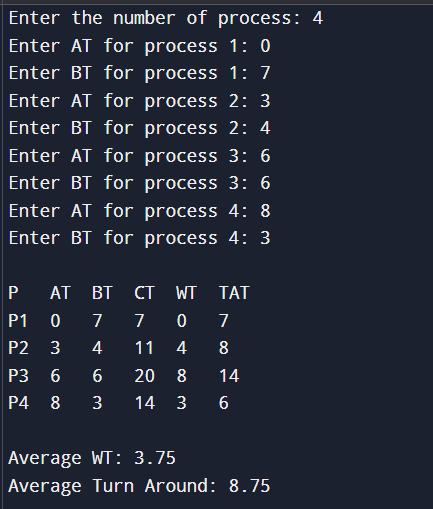 Enter the number of process: 4
Enter AT for process 1: 0
Enter BT for process 1: 7
Enter AT for process 2: 3
Enter BT for process 2: 4
Enter AT for process 3: 6
Enter BT for process 3: 6
Enter AT for process 4: 8
Enter BT for process 4: 3
P AT BT CT WT TAT
P1 0 7 7 0 7
P2 3 4 11 4 8
P3 6 6 20 8 14
P4 8 3 14 3 6
Average WT: 3.75
Average Turn Around: 8.75